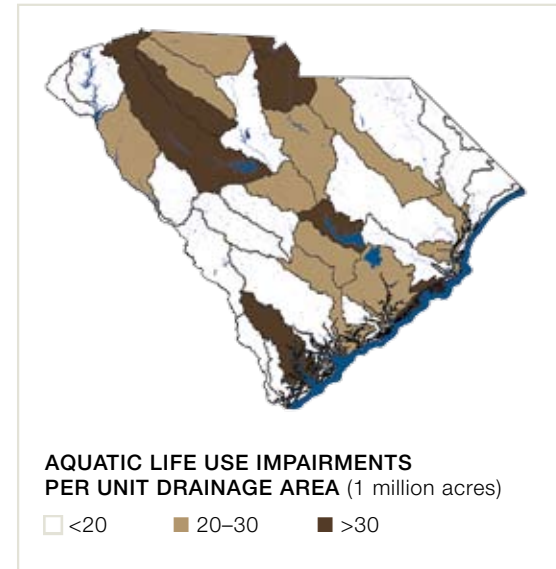 AQUATIC LIFE USE IMPAIRMENTS
PER UNIT DRAINAGE AREA (1 million acres)
<20 20–30 >30